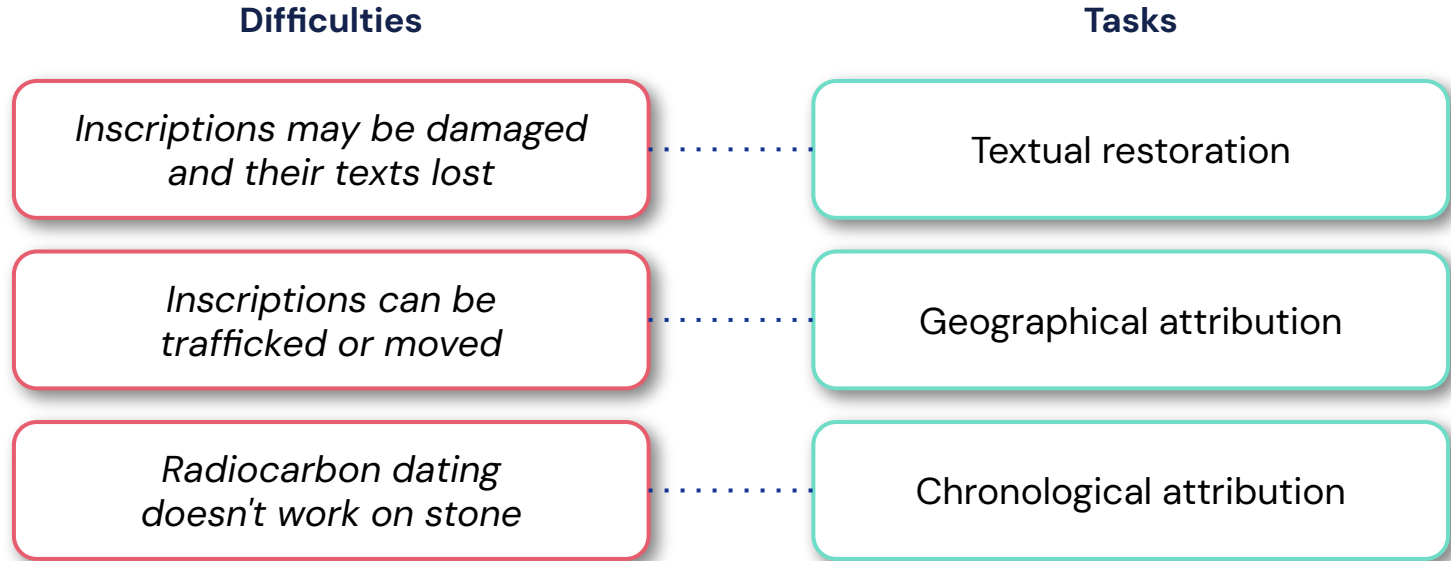 Difficulties
Tasks
Inscriptions may be damaged
and their texts lost
Textual restoration
Inscriptions can be
trafficked or moved
Geographical attribution
Radiocarbon dating
doesn't work on stone
Chronological attribution